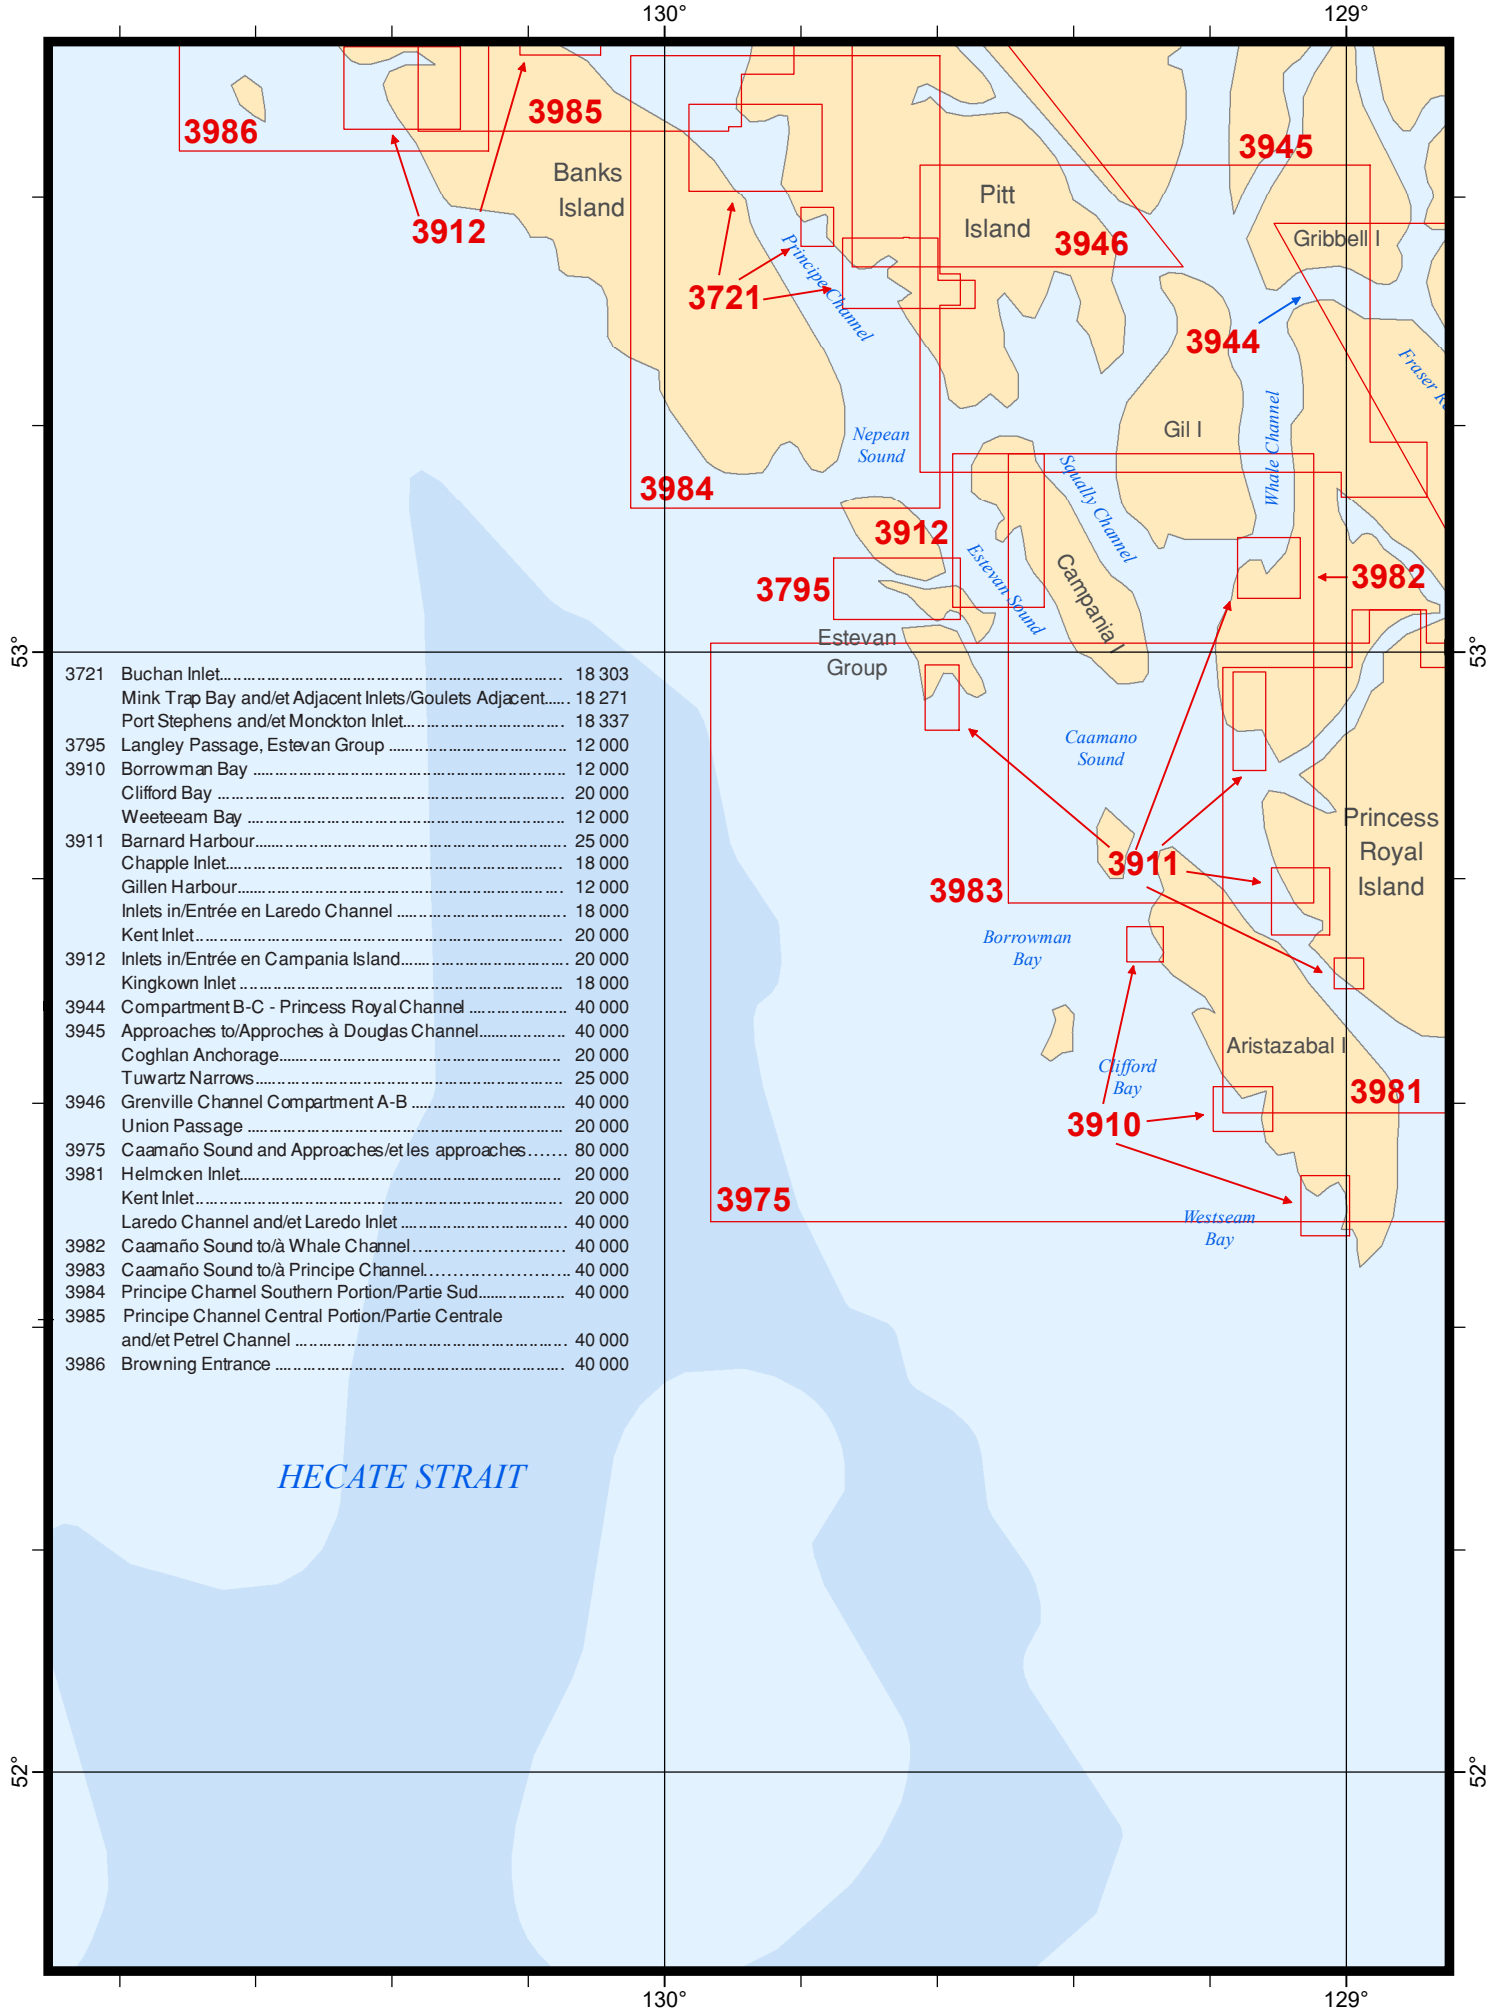 130°
129°
3986
3985
3945
Banks
Island
Pitt
Island
3912
3946
Gribbell I
Principe Channel
3721
3944
Fraser R
Gil I
Whale Channel
Nepean
Sound
Squally Channel
3984
3912
Estevan Sound
Campania I
3795
3982
Estevan
Group
53°
53°
3721 Buchan Inlet 18 303
Mink Trap Bay and/et Adjacent Inlets/Goulets Adjacent 18 271
Port Stephens and/et Monckton Inlet 18 337
3795 Langley Passage, Estevan Group 12 000
3910 Borrowman Bay 12 000
Clifford Bay 20 000
Weeteeam Bay 12 000
3911 Barnard Harbour 25 000
Chapple Inlet 18 000
Gillen Harbour 12 000
Inlets in/Entrée en Laredo Channel 18 000
Kent Inlet 20 000
3912 Inlets in/Entrée en Campania Island 20 000
Kingkown Inlet 18 000
3944 Compartment B-C - Princess Royal Channel 40 000
3945 Approaches to/Approches à Douglas Channel 40 000
Coghlan Anchorage 20 000
Tuwartz Narrows 25 000
3946 Grenville Channel Compartment A-B 40 000
Union Passage 20 000
3975 Caamaño Sound and Approaches/et les approches 80 000
3981 Helmcken Inlet 20 000
Kent Inlet 20 000
Laredo Channel and/et Laredo Inlet 40 000
3982 Caamaño Sound to/à Whale Channel 40 000
3983 Caamaño Sound to/à Principe Channel 40 000
3984 Principe Channel Southern Portion/Partie Sud 40 000
3985 Principe Channel Central Portion/Partie Centrale
and/et Petrel Channel 40 000
3986 Browning Entrance 40 000
Caamano
Sound
Princess
Royal
Island
3911
3983
Borrowman
Bay
Aristazabal I
Clifford
Bay
3981
3910
3975
Westseam
Bay
HECATE STRAIT
52°
52°
130°
129°